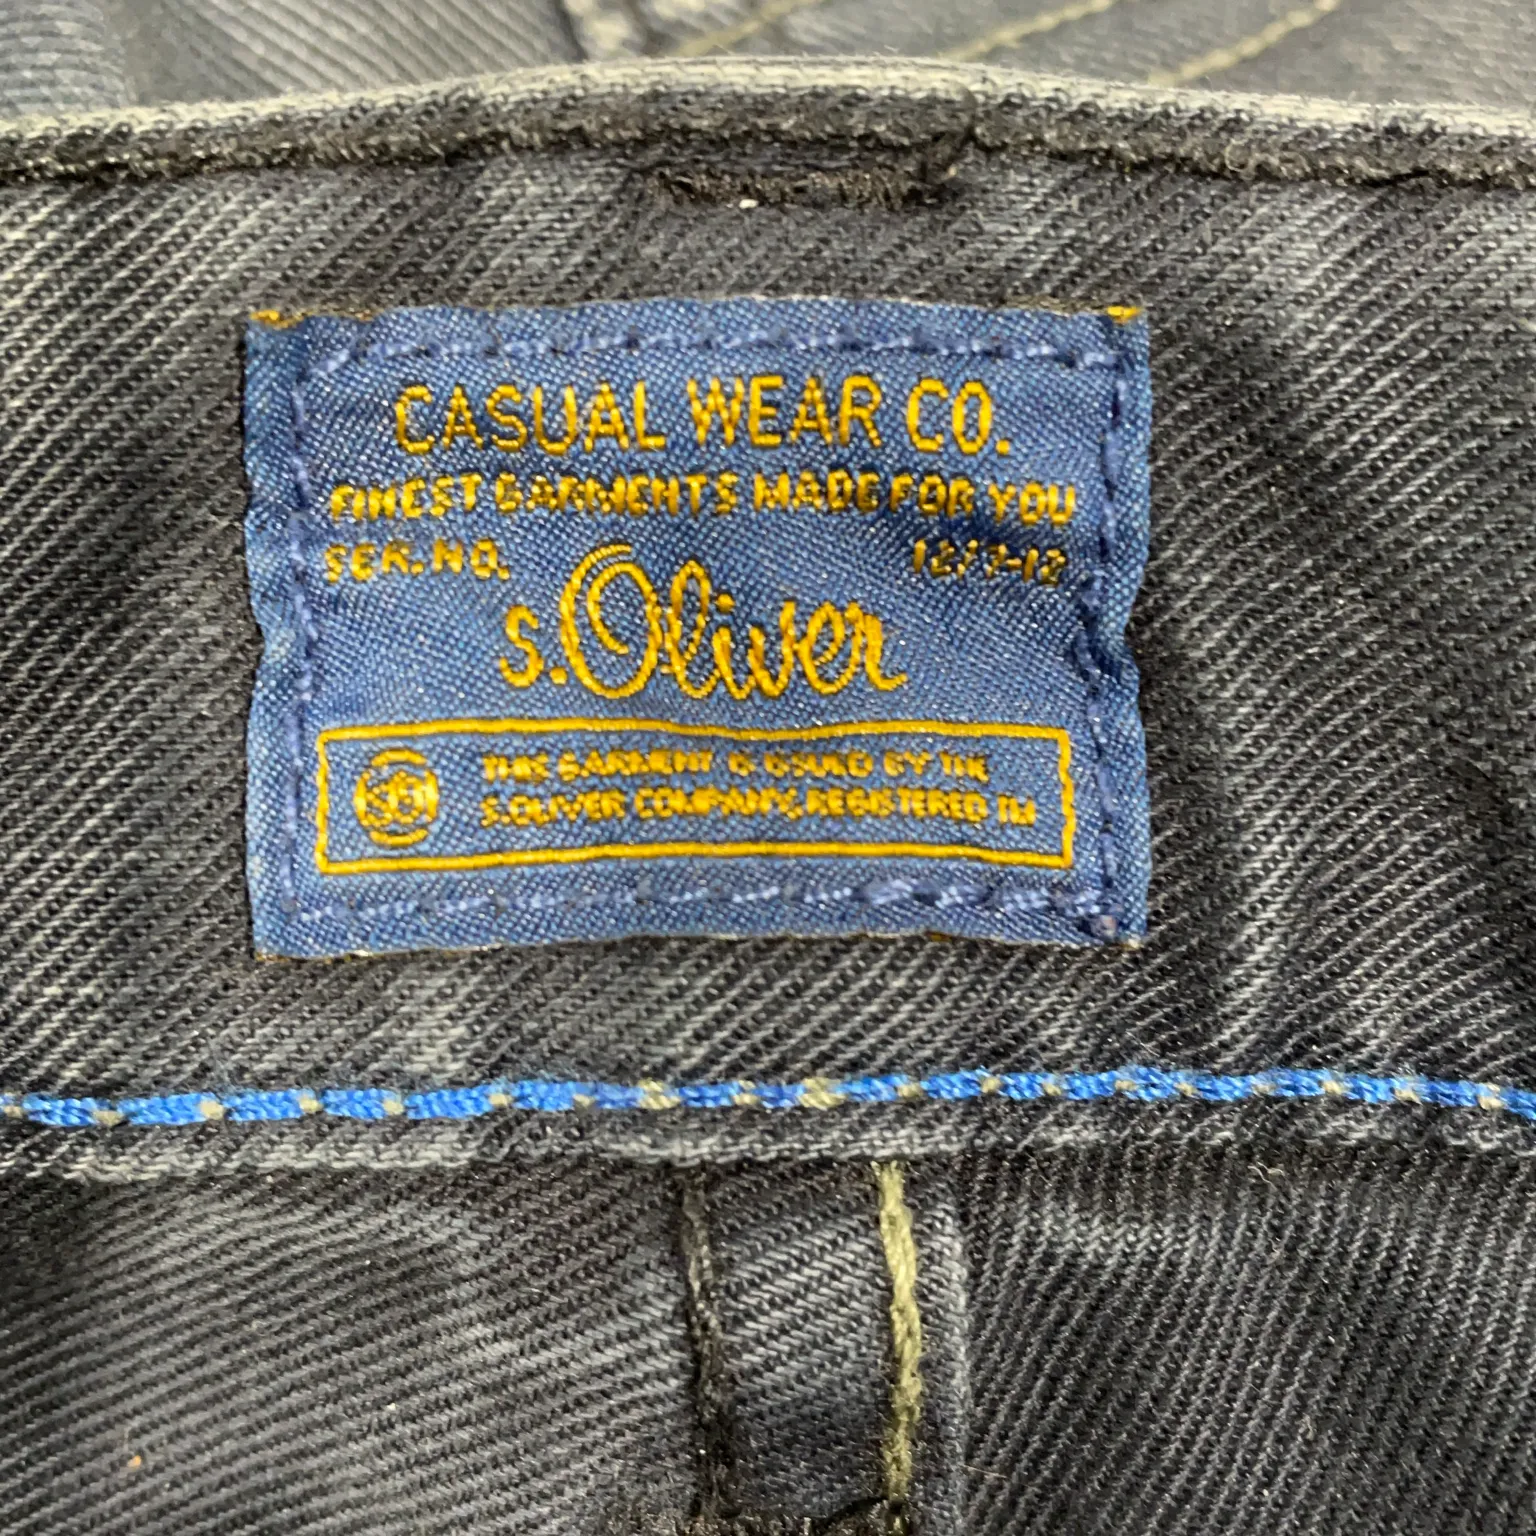 CASUAL WEAR CO.
FINEST GARMENTS MADE FOR YOU
SER.NO. 12/7-12
s.Oliver
THIS GARMENT IS ISSUED BY THE
S.OLIVER COMPANY, REGISTERED TM